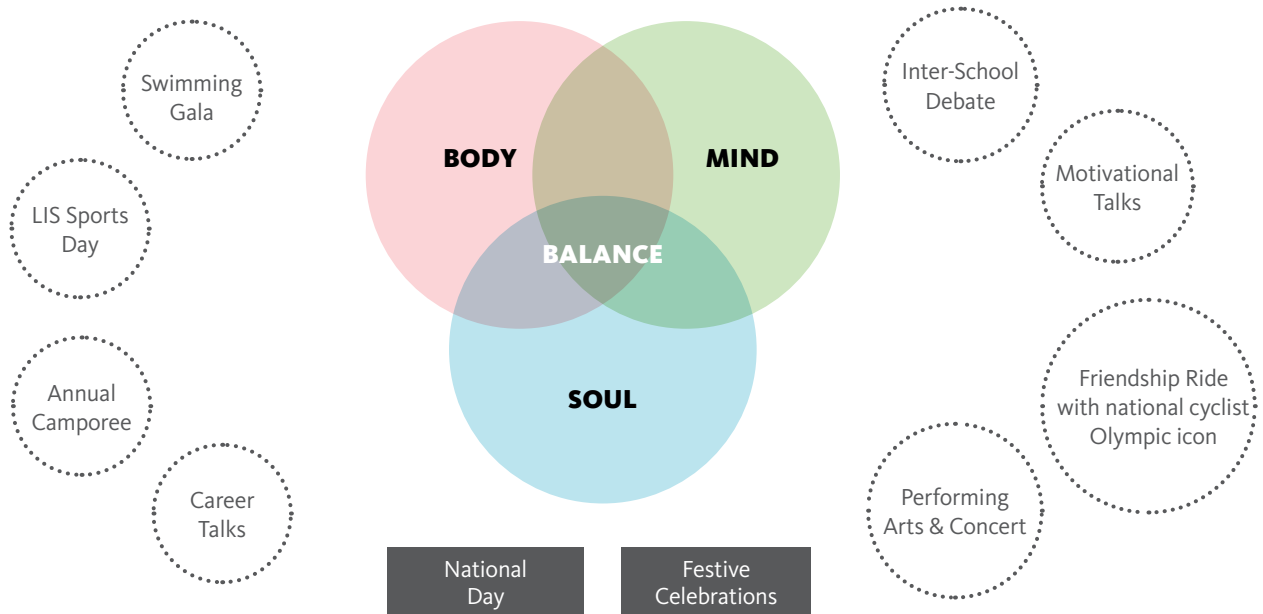 Swimming
Gala
LIS Sports
Day
Annual
Camporee
Career
Talks
BODY
MIND
BALANCE
SOUL
National
Day
Festive
Celebrations
Inter-School
Debate
Motivational
Talks
Friendship Ride
with national cyclist
Olympic icon
Performing
Arts & Concert